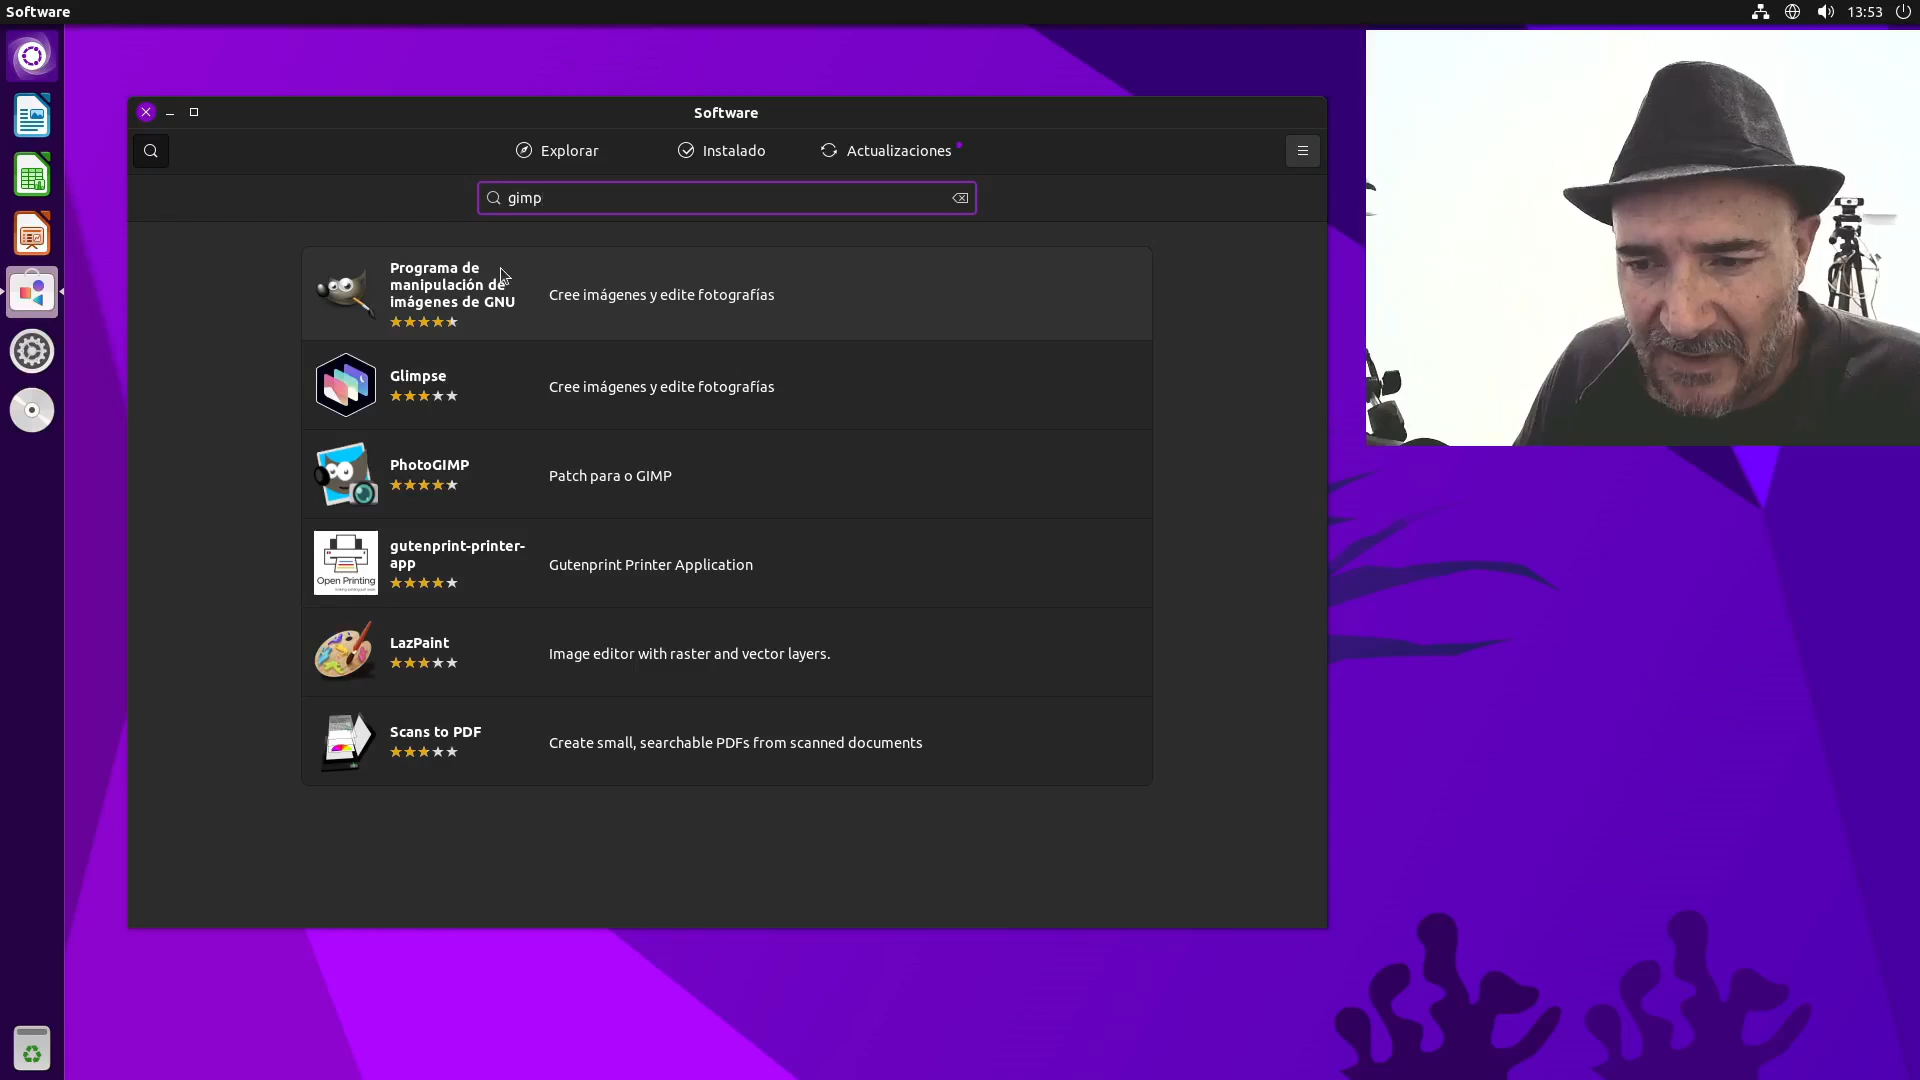 Software
13:53
Software
Explorar
Instalado
Actualizaciones
gimp
Programa de
manipulación de
imágenes de GNU
Cree imágenes y edite fotografías
Glimpse
Cree imágenes y edite fotografías
PhotoGIMP
Patch para o GIMP
Open Printing
gutenprint-printer-
app
Gutenprint Printer Application
LazPaint
Image editor with raster and vector layers.
Scans to PDF
Create small, searchable PDFs from scanned documents